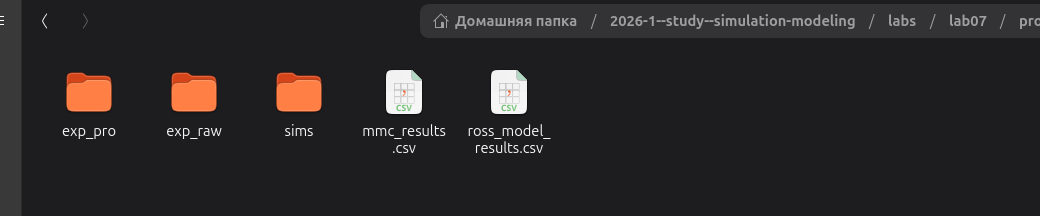 Домашняя папка / 2026-1--study--simulation-modeling / labs / lab07 / pro
exp_pro
exp_raw
sims
CSV
mmc_results
.csv
CSV
ross_model_
results.csv